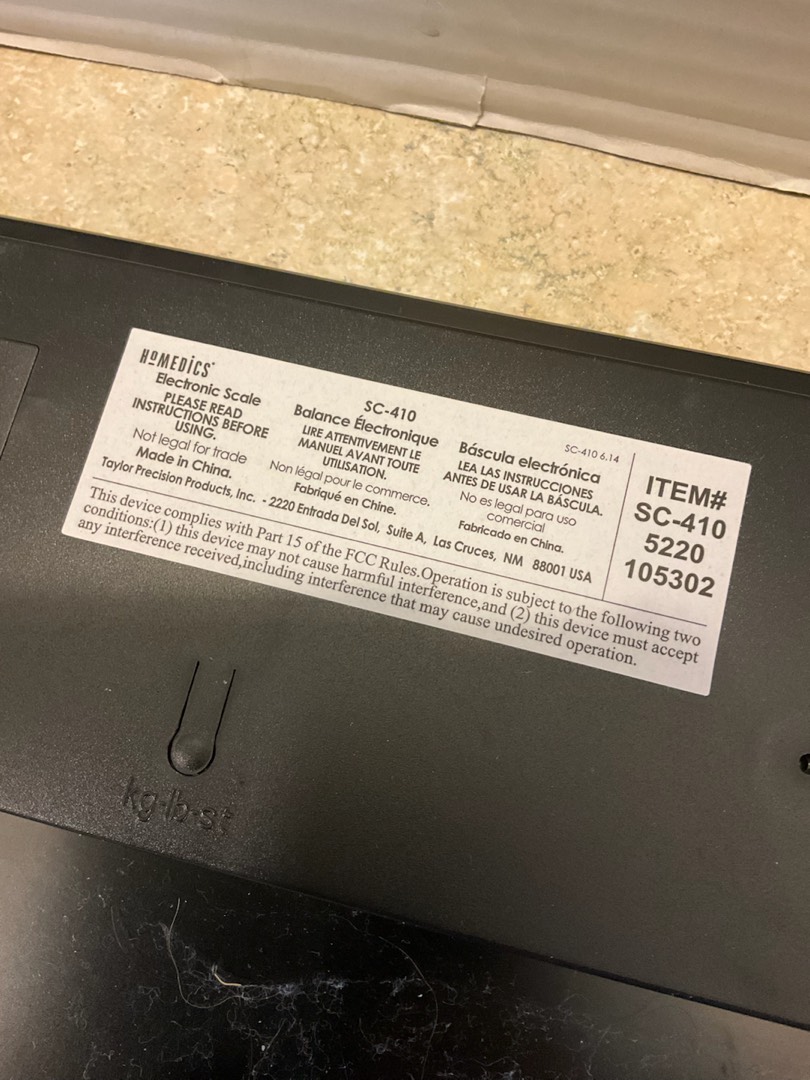 HoMEDiCS
Electronic Scale
PLEASE READ
INSTRUCTIONS BEFORE
USING.
Not legal for trade
Made in China.
SC-410
Balance Électronique
LIRE ATTENTIVEMENT LE
MANUEL AVANT TOUTE
UTILISATION.
Non légal pour le commerce.
Fabriqué en Chine.
SC-410 6.14
Báscula electrónica
LEA LAS INSTRUCCIONES
ANTES DE USAR LA BÁSCULA.
No es legal para uso
comercial
Fabricado en China.
Taylor Precision Products, Inc. - 2220 Entrada Del Sol, Suite A, Las Cruces, NM 88001 USA
ITEM#
SC-410
5220
105302
This device complies with Part 15 of the FCC Rules.Operation is subject to the following two
conditions:(1) this device may not cause harmful interference,and (2) this device must accept
any interference received,including interference that may cause undesired operation.
kg-lb-st